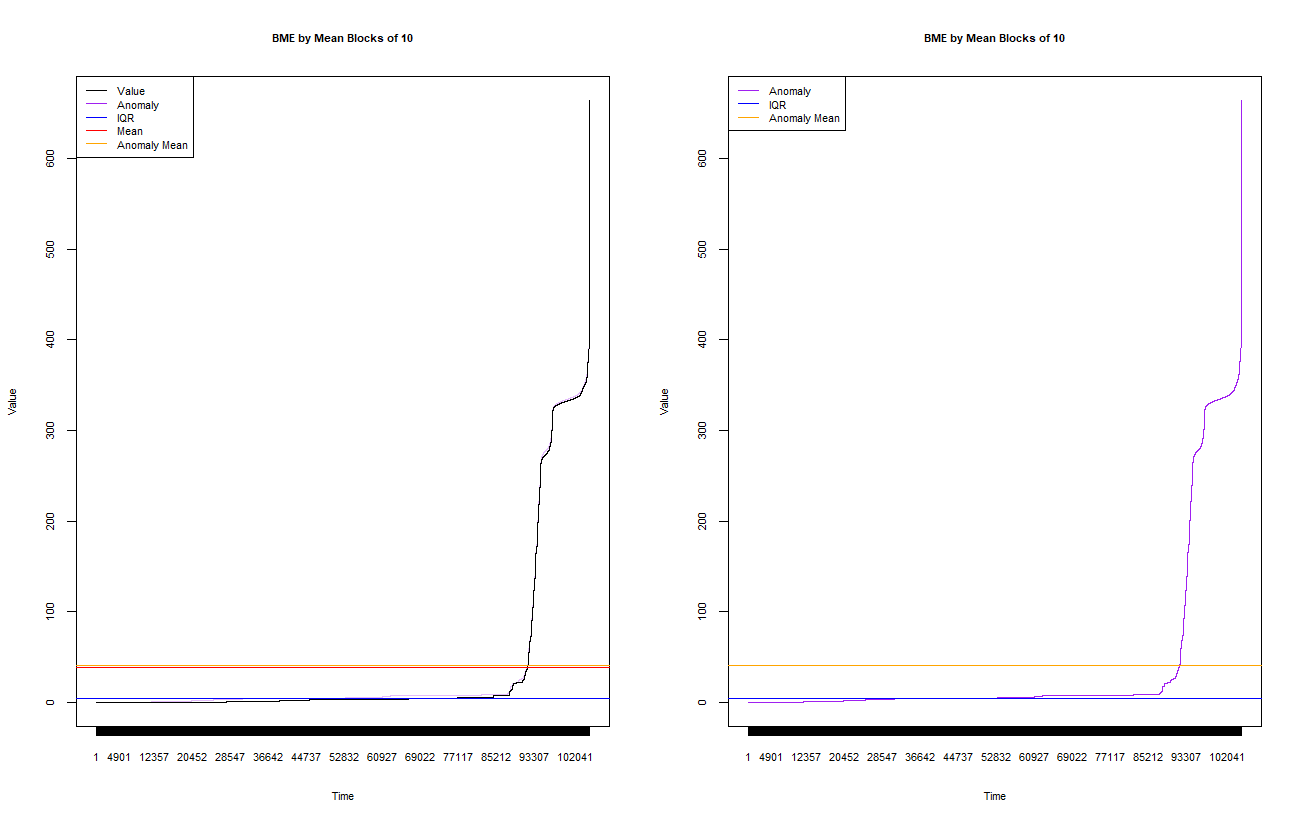 BME by Mean Blocks of 10
Value
Anomaly
IQR
Mean
Anomaly Mean
Value
600
500
400
300
200
100
0
1 4901 12357 20452 28547 36642 44737 52832 60927 69022 77117 85212 93307 102041
Time
BME by Mean Blocks of 10
Anomaly
IQR
Anomaly Mean
Value
600
500
400
300
200
100
0
1 4901 12357 20452 28547 36642 44737 52832 60927 69022 77117 85212 93307 102041
Time